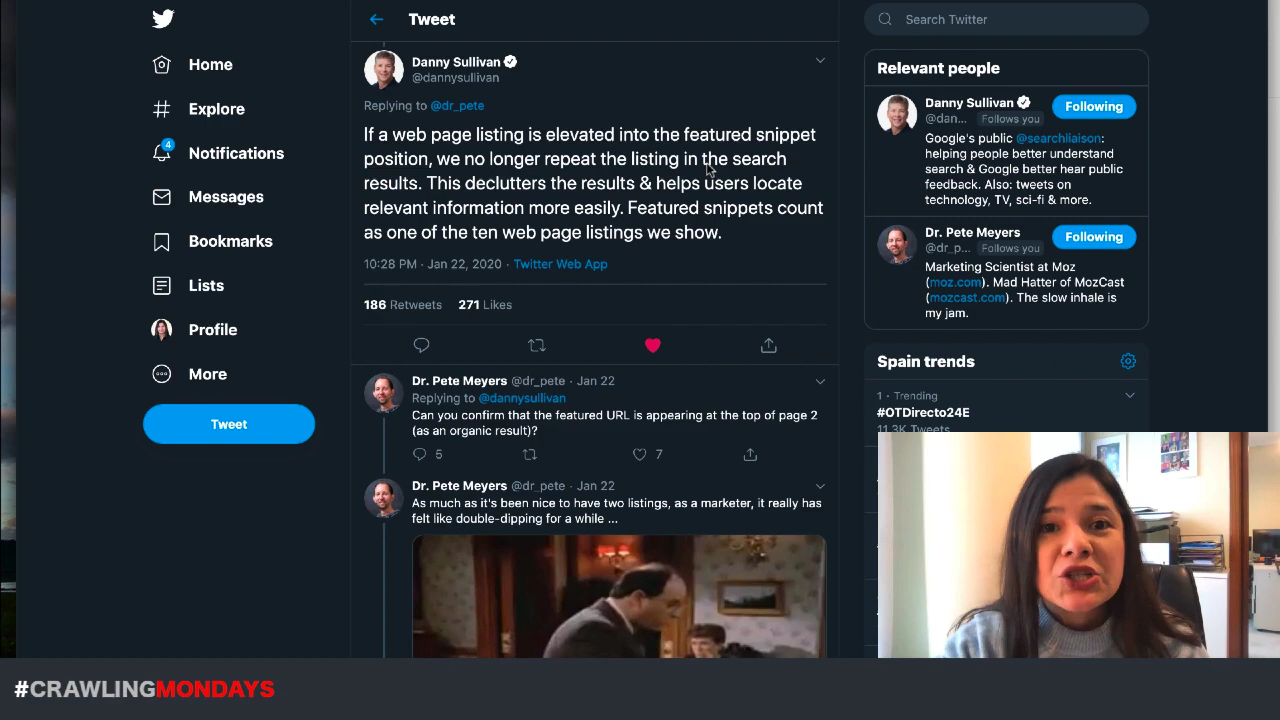 Home
Explore
4
Notifications
Messages
Bookmarks
Lists
Profile
More
Tweet
Tweet
Danny Sullivan
@dannysullivan
Replying to @dr_pete
If a web page listing is elevated into the featured snippet
position, we no longer repeat the listing in the search
results. This declutters the results & helps users locate
relevant information more easily. Featured snippets count
as one of the ten web page listings we show.
10:28 PM · Jan 22, 2020 · Twitter Web App
186 Retweets 271 Likes
Dr. Pete Meyers @dr_pete · Jan 22
Replying to @dannysullivan
Can you confirm that the featured URL is appearing at the top of page 2
(as an organic result)?
5 7
Dr. Pete Meyers @dr_pete · Jan 22
As much as it's been nice to have two listings, as a marketer, it really has
felt like double-dipping for a while ...
Search Twitter
Relevant people
Danny Sullivan
@dan... Follows you
Following
Google's public @searchliaison:
helping people better understand
search & Google better hear public
feedback. Also: tweets on
technology, TV, sci-fi & more.
Dr. Pete Meyers
@dr_p... Follows you
Following
Marketing Scientist at Moz
(moz.com). Mad Hatter of MozCast
(mozcast.com). The slow inhale is
my jam.
Spain trends
1 · Trending
#OTDirecto24E
11.3K Tweets
#CRAWLINGMONDAYS